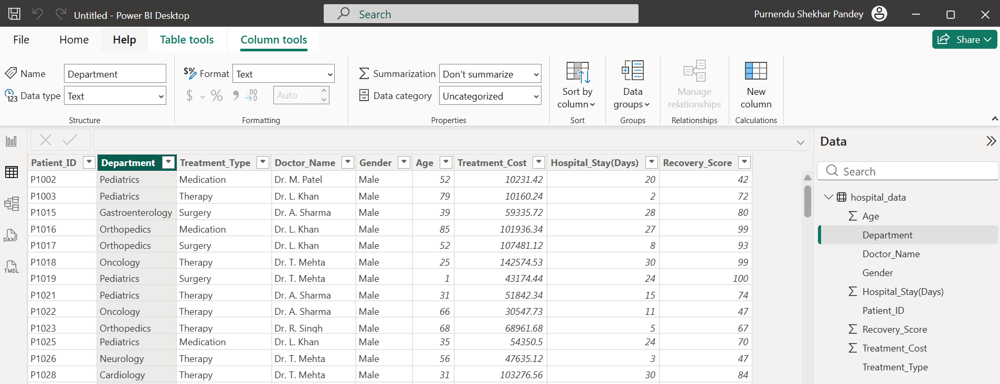 Untitled - Power BI Desktop
Search
Purnendu Shekhar Pandey
File Home Help Table tools Column tools
Share
Name Department
Data type Text
Structure
Format Text
$ % 9 .00 Auto
Formatting
Summarization Don't summarize
Data category Uncategorized
Properties
Sort by column
Sort
Data groups
Groups
Manage relationships
Relationships
New column
Calculations
Patient_ID Department Treatment_Type Doctor_Name Gender Age Treatment_Cost Hospital_Stay(Days) Recovery_Score
P1002 Pediatrics Medication Dr. M. Patel Male 52 10231.42 20 42
P1003 Pediatrics Therapy Dr. L. Khan Male 79 10160.24 2 72
P1015 Gastroenterology Surgery Dr. A. Sharma Male 39 59335.72 28 80
P1016 Orthopedics Medication Dr. L. Khan Male 85 101936.34 27 99
P1017 Orthopedics Surgery Dr. L. Khan Male 52 107481.12 8 93
P1018 Oncology Therapy Dr. T. Mehta Male 25 142574.53 30 99
P1019 Pediatrics Surgery Dr. T. Mehta Male 1 43174.44 24 100
P1021 Pediatrics Therapy Dr. A. Sharma Male 31 51842.34 15 74
P1022 Oncology Therapy Dr. A. Sharma Male 66 30547.73 11 47
P1023 Orthopedics Therapy Dr. R. Singh Male 68 68961.68 5 67
P1025 Pediatrics Medication Dr. L. Khan Male 35 54350.5 24 70
P1026 Neurology Therapy Dr. T. Mehta Male 56 47635.12 3 47
P1028 Cardiology Therapy Dr. T. Mehta Male 31 103276.56 30 84
DAX
TMDL
Data
Search
hospital_data
Age
Department
Doctor_Name
Gender
Hospital_Stay(Days)
Patient_ID
Recovery_Score
Treatment_Cost
Treatment_Type